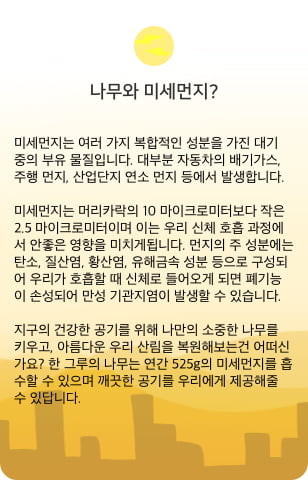 나무와 미세먼지?
미세먼지는 여러 가지 복합적인 성분을 가진 대기
중의 부유 물질입니다. 대부분 자동차의 배기가스,
주행 먼지, 산업단지 연소 먼지 등에서 발생합니다.
미세먼지는 머리카락의 10 마이크로미터보다 작은
2.5 마이크로미터이며 이는 우리 신체 호흡 과정에
서 안좋은 영향을 미치게됩니다. 먼지의 주 성분에는
탄소, 질산염, 황산염, 유해금속 성분 등으로 구성되
어 우리가 호흡할 때 신체로 들어오게 되면 폐기능
이 손성되어 만성 기관지염이 발생할 수 있습니다.
지구의 건강한 공기를 위해 나만의 소중한 나무를
키우고, 아름다운 우리 산림을 복원해보는건 어떠신
가요? 한 그루의 나무는 연간 525g의 미세먼지를 흡
수할 수 있으며 깨끗한 공기를 우리에게 제공해줄
수 있답니다.